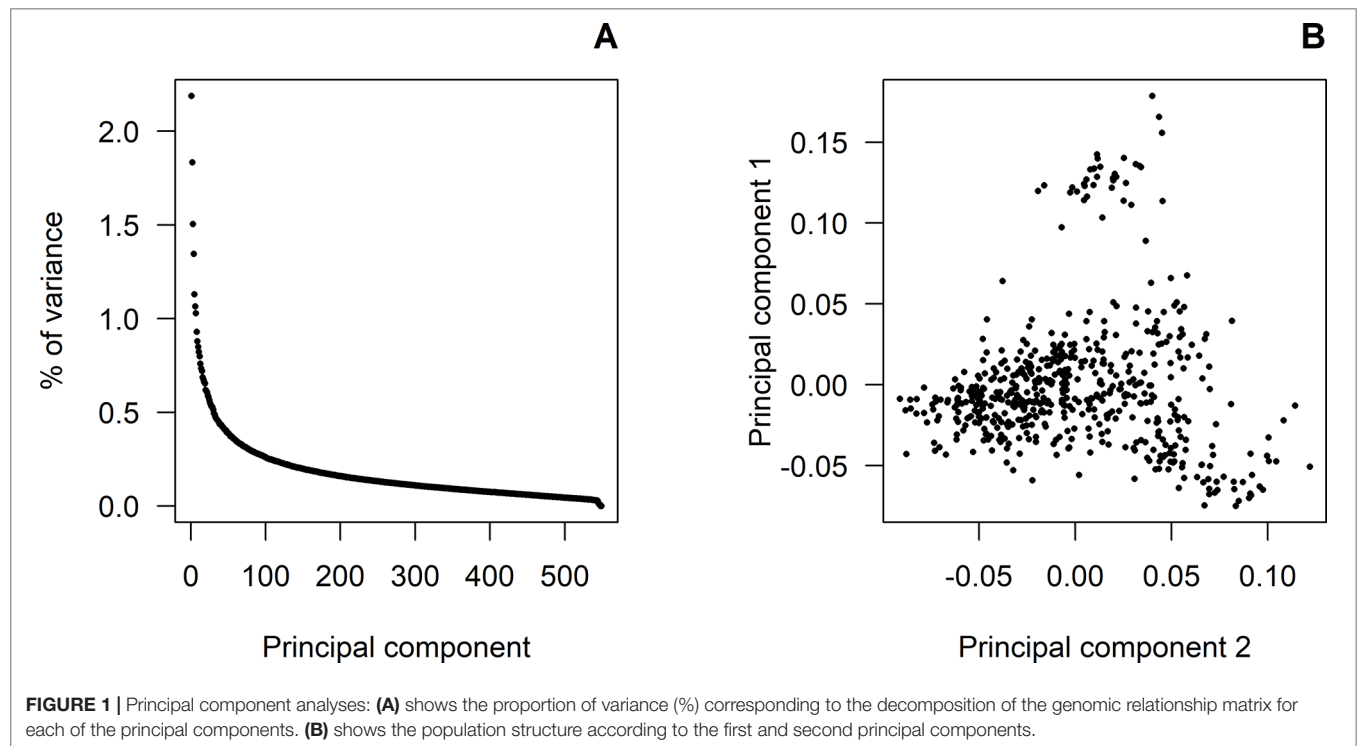 A
% of variance
2.0
1.5
1.0
0.5
0.0
0 100 200 300 400 500
Principal component
B
Principal component 1
0.15
0.10
0.05
0.00
-0.05
-0.05 0.00 0.05 0.10
Principal component 2
FIGURE 1 | Principal component analyses: (A) shows the proportion of variance (%) corresponding to the decomposition of the genomic relationship matrix for
each of the principal components. (B) shows the population structure according to the first and second principal components.